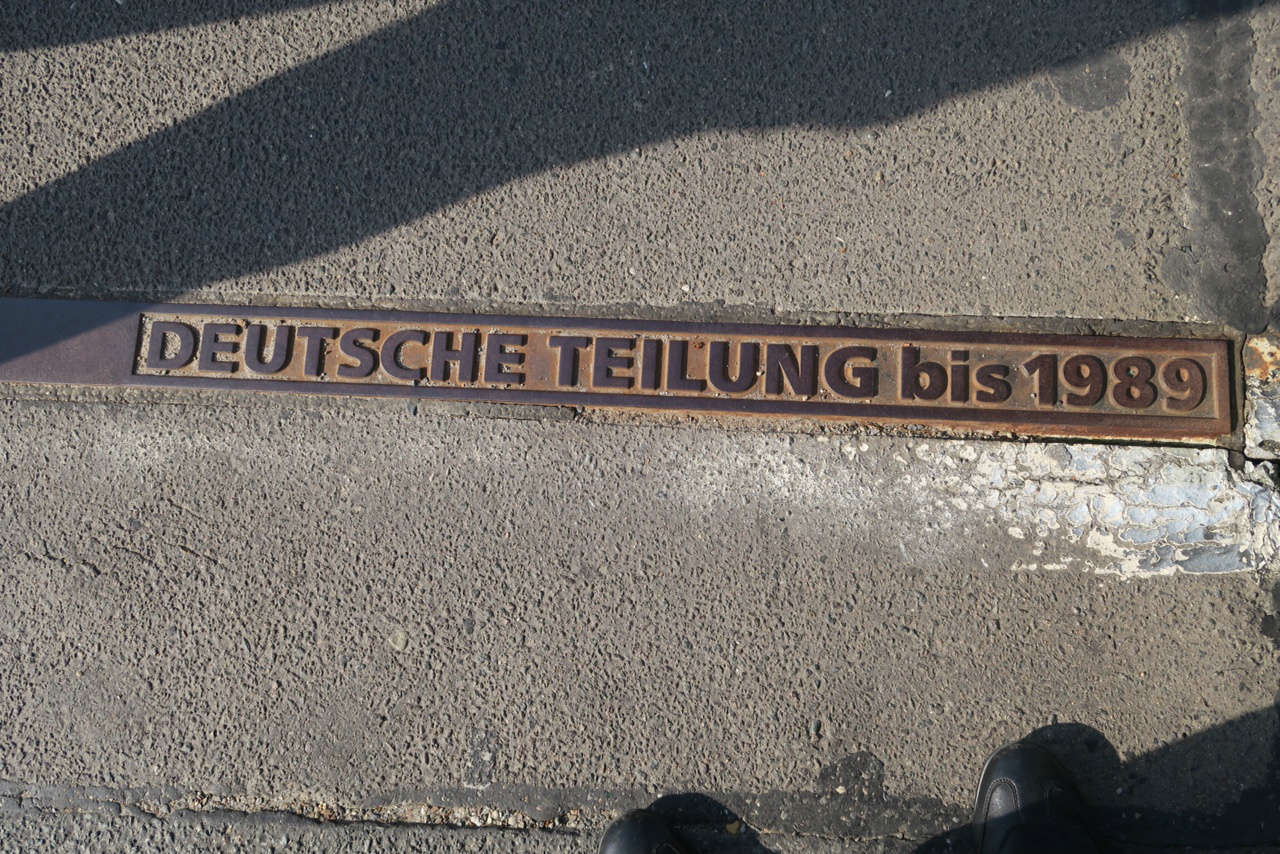 DEUTSCHE TEILUNG bis 1989